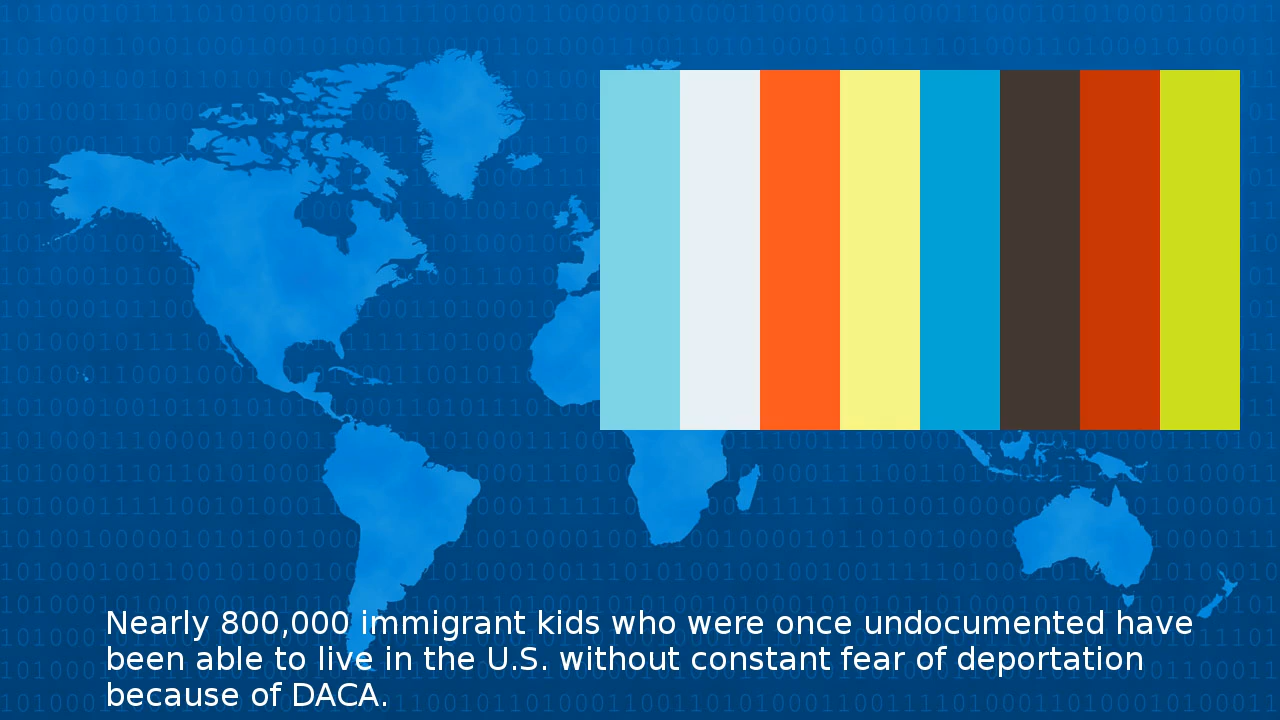 Nearly 800,000 immigrant kids who were once undocumented have
been able to live in the U.S. without constant fear of deportation
because of DACA.